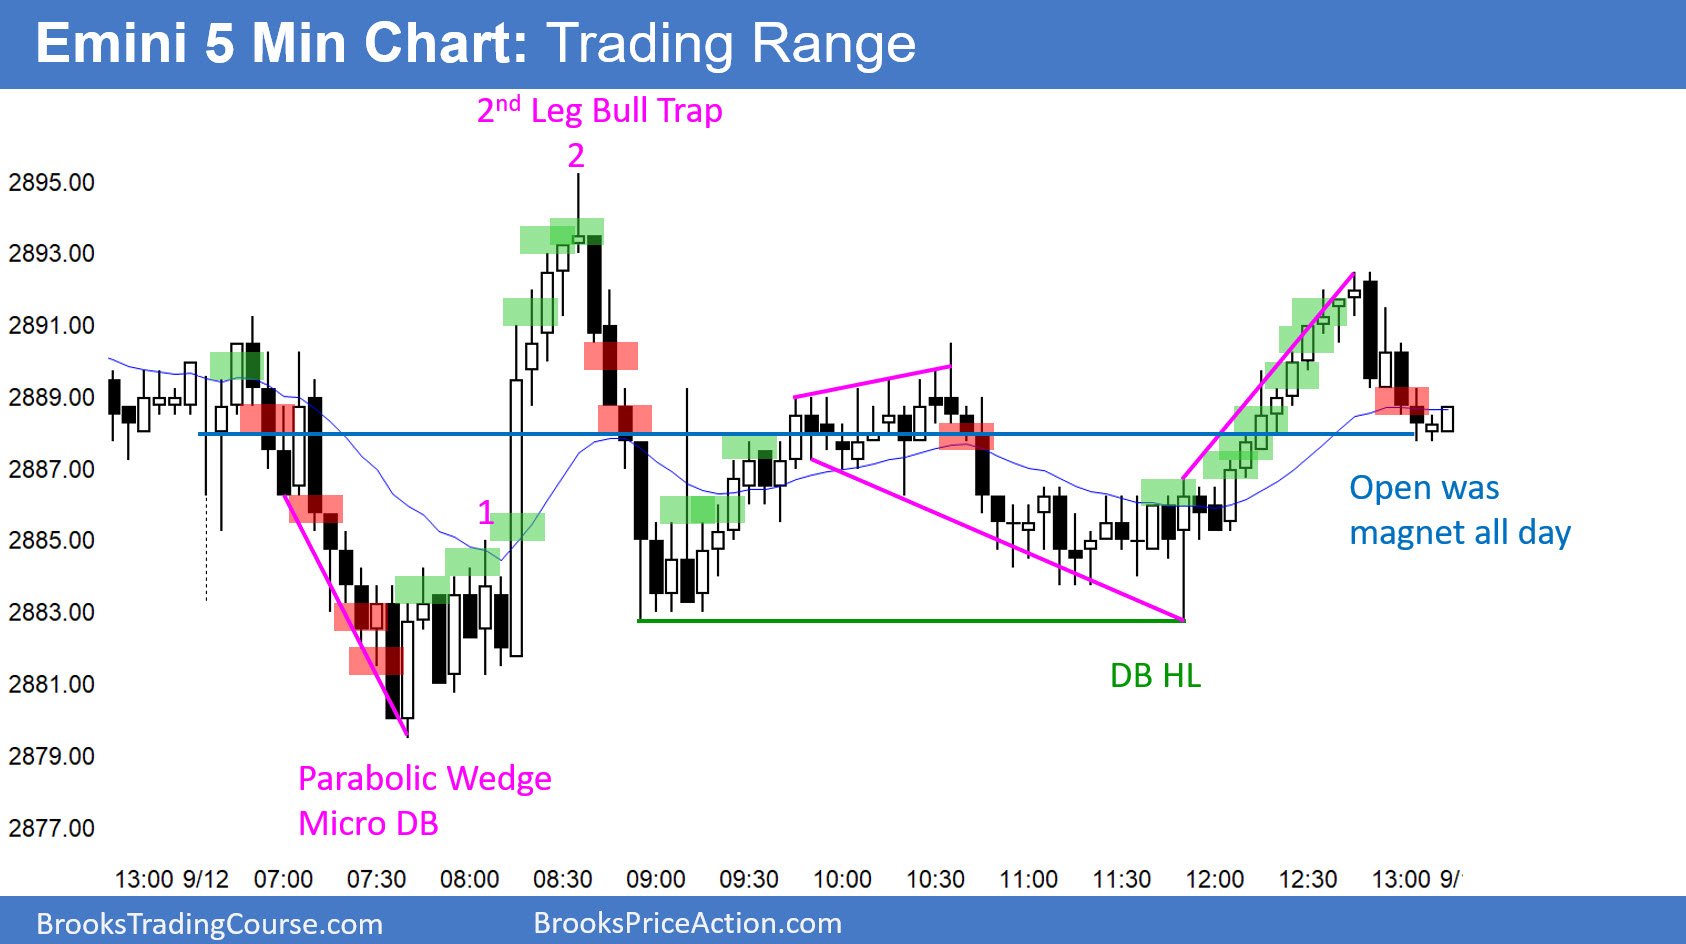 Emini 5 Min Chart: Trading Range
2nd Leg Bull Trap
2
2895.00
2893.00
2891.00
2889.00
2887.00
2885.00
2883.00
2881.00
2879.00
2877.00
1
Open was
magnet all day
DB HL
Parabolic Wedge
Micro DB
13:00 9/12 07:00 07:30 08:00 08:30 09:00 09:30 10:00 10:30 11:00 11:30 12:00 12:30 13:00 9/
BrooksTradingCourse.com BrooksPriceAction.com